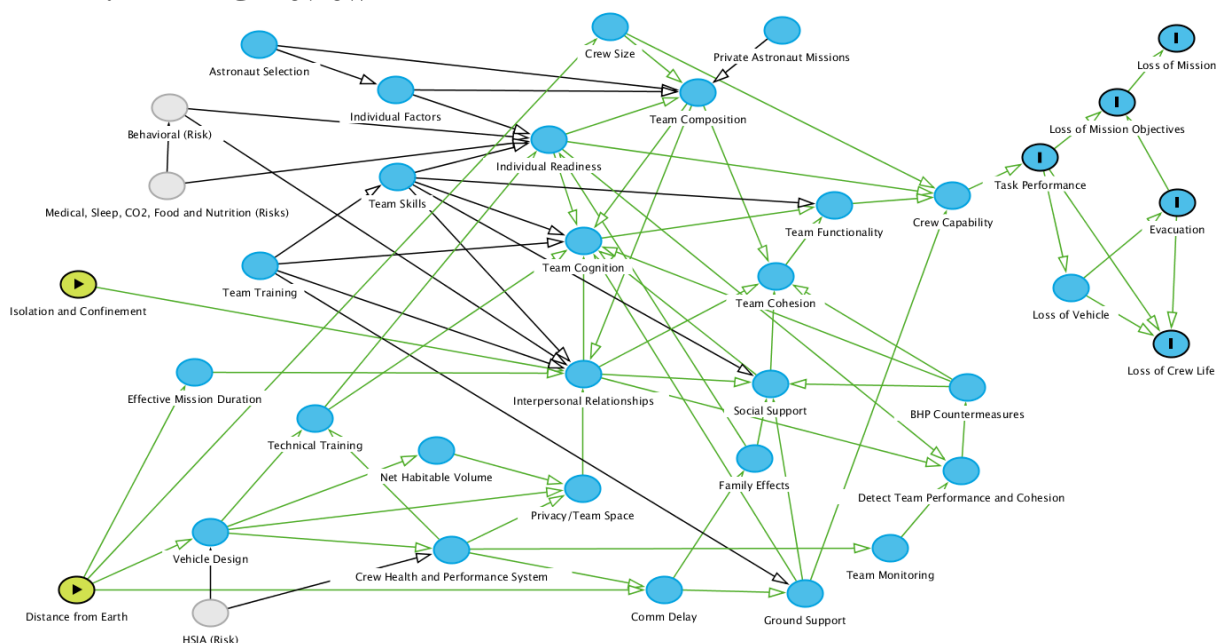 Crew Size
Private Astronaut Missions
Loss of Mission
Astronaut Selection
Individual Factors
Team Composition
Loss of Mission Objectives
Behavioral (Risk)
Individual Readiness
Task Performance
Medical, Sleep, CO2, Food and Nutrition (Risks)
Team Skills
Team Functionality
Crew Capability
Evacuation
Team Cognition
Team Training
Team Cohesion
Isolation and Confinement
Loss of Vehicle
Loss of Crew Life
Effective Mission Duration
Interpersonal Relationships
Social Support
BHP Countermeasures
Technical Training
Net Habitable Volume
Family Effects
Detect Team Performance and Cohesion
Privacy/Team Space
Vehicle Design
Crew Health and Performance System
Team Monitoring
Distance from Earth
Comm Delay
Ground Support
HSIA (Risk)